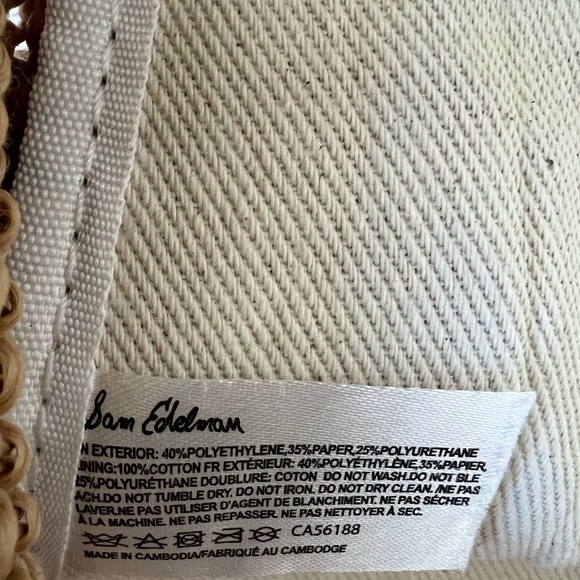 Sam Edelman
N EXTERIOR: 40%POLYETHYLENE,35%PAPER,25%POLYURETHANE
INING:100%COTTON FR EXTÉRIEUR: 40%POLYÉTHYLÈNE,35%PAPIER,
25%POLYURÉTHANE DOUBLURE: COTON DO NOT WASH.DO NOT BLE
ACH.DO NOT TUMBLE DRY. DO NOT IRON. DO NOT DRY CLEAN. /NE PAS
LAVER.NE PAS UTILISER D'AGENT DE BLANCHIMENT. NE PAS SÉCHER
À LA MACHINE. NE PAS REPASSER. NE PAS NETTOYER À SEC.
CA56188
MADE IN CAMBODIA/FABRIQUÉ AU CAMBODGE